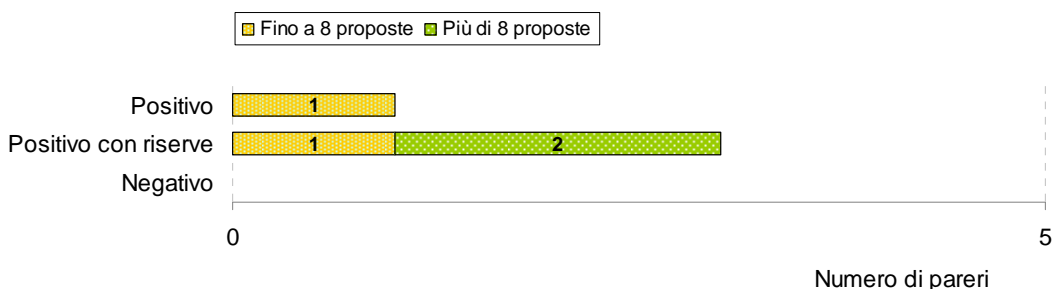 Fino a 8 proposte Più di 8 proposte
Positivo 1
Positivo con riserve 1 2
Negativo
0 5
Numero di pareri